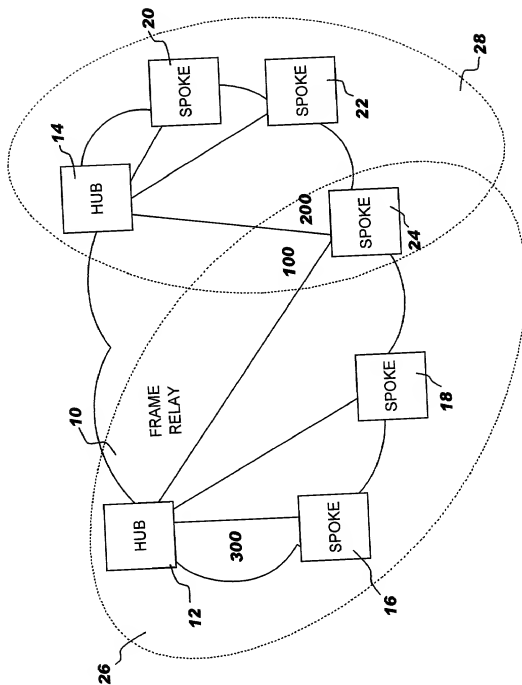 20
SPOKE
28
14
HUB
SPOKE
22
200
100
SPOKE
24
10
FRAME
RELAY
SPOKE
18
HUB
300
12
SPOKE
16
26